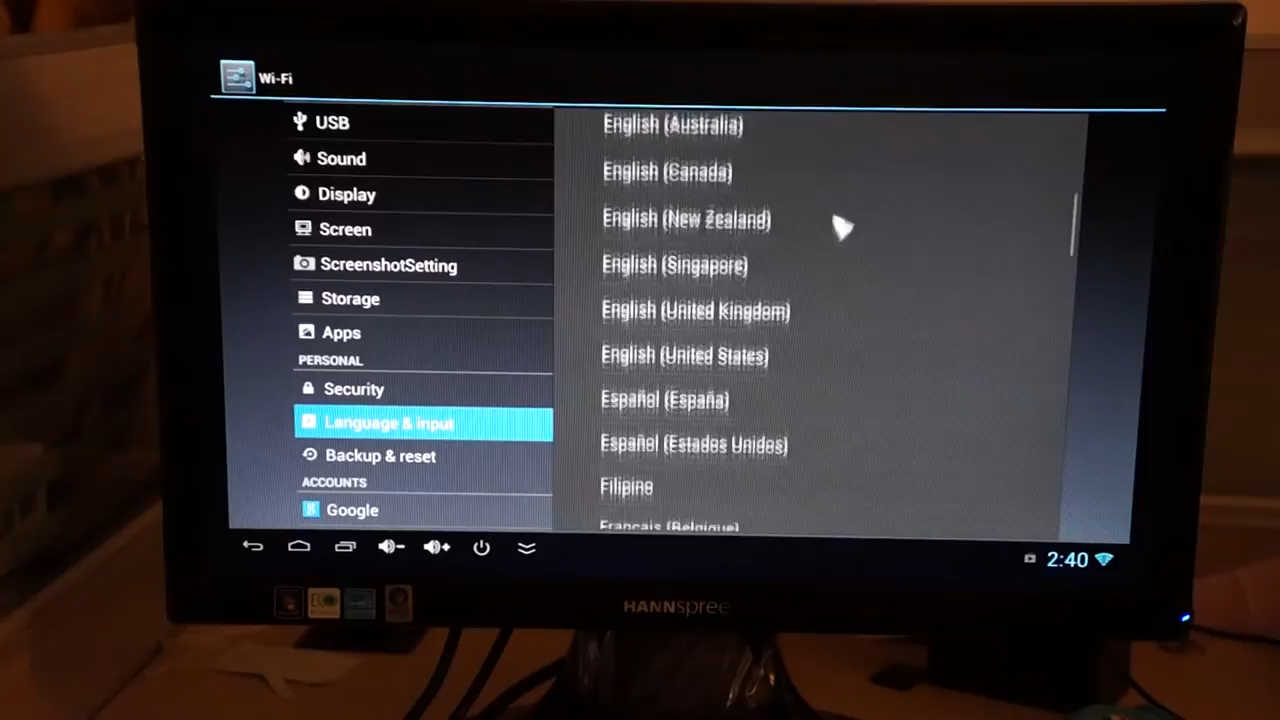 Wi-Fi
USB
Sound
Display
Screen
ScreenshotSetting
Storage
Apps
PERSONAL
Security
Language & input
Backup & reset
ACCOUNTS
Google
English (Australia)
English (Canada)
English (New Zealand)
English (Singapore)
English (United Kingdom)
English (United States)
Español (España)
Español (Estados Unidos)
Filipino
Français (Belgique)
2:40
HANNspree